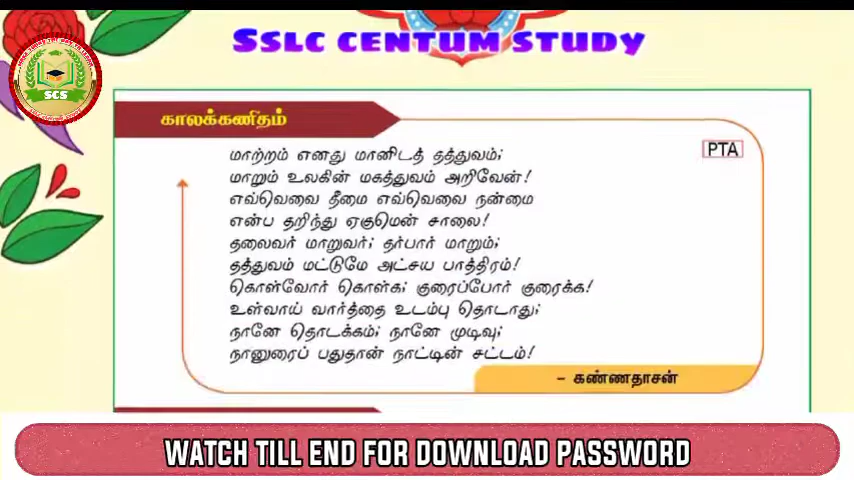 SSLC CENTUM STUDY
SCS
காலக்கணிதம்
PTA
மாற்றம் எனது மானிடத் தத்துவம்;
மாறும் உலகின் மகத்துவம் அறிவேன்!
எவ்வெவை தீமை எவ்வெவை நன்மை
என்ப தறிந்து ஏகுமென் சாலை!
தலைவர் மாறுவர்; தர்பார் மாறும்;
தத்துவம் மட்டுமே அட்சய பாத்திரம்!
கொள்வோர் கொள்க; குரைப்போர் குரைக்க!
உள்வாய் வார்த்தை உடம்பு தொடாது;
நானே தொடக்கம்; நானே முடிவு;
நானுரைப் பதுதான் நாட்டின் சட்டம்!
– கண்ணதாசன்
WATCH TILL END FOR DOWNLOAD PASSWORD